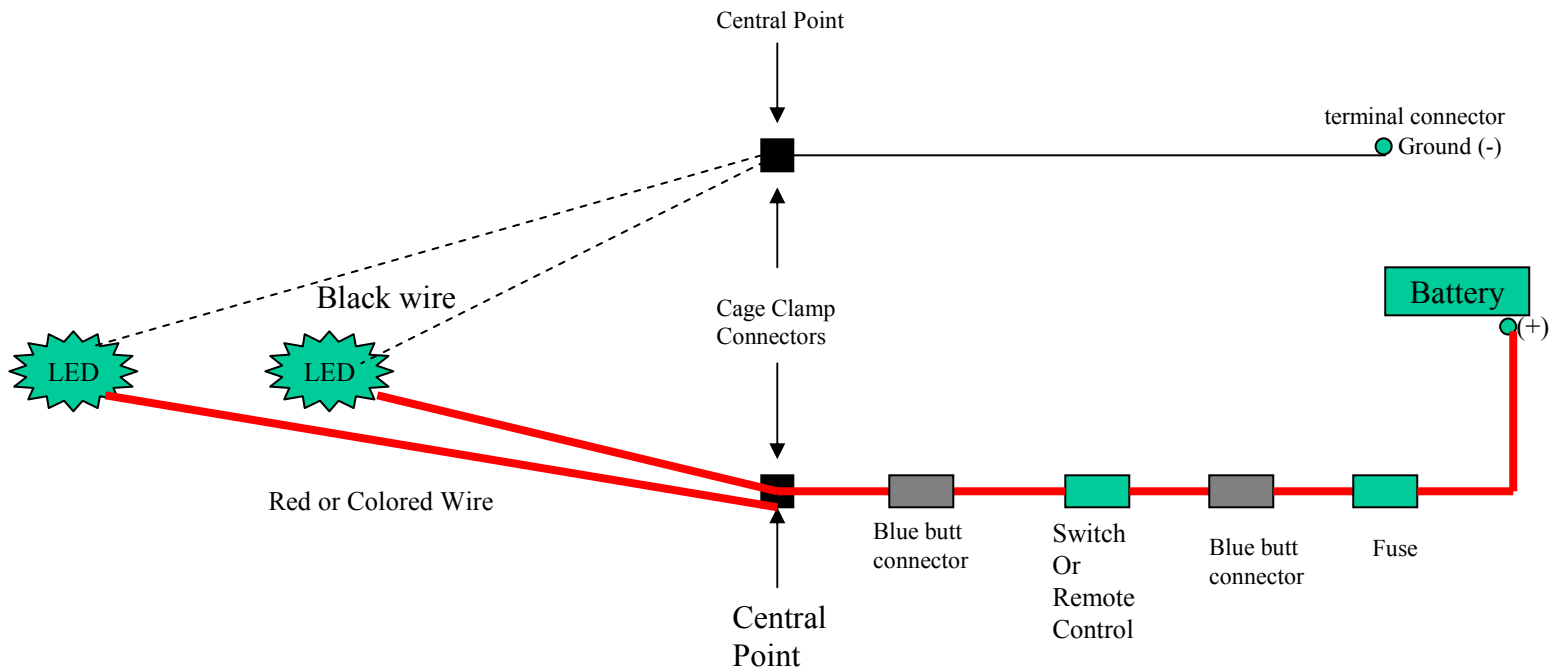 Central Point
terminal connector
Ground (-)
Battery
(+)
Black wire
Cage Clamp
Connectors
LED
LED
Red or Colored Wire
Blue butt
connector
Switch
Or
Remote
Control
Blue butt
connector
Fuse
Central
Point